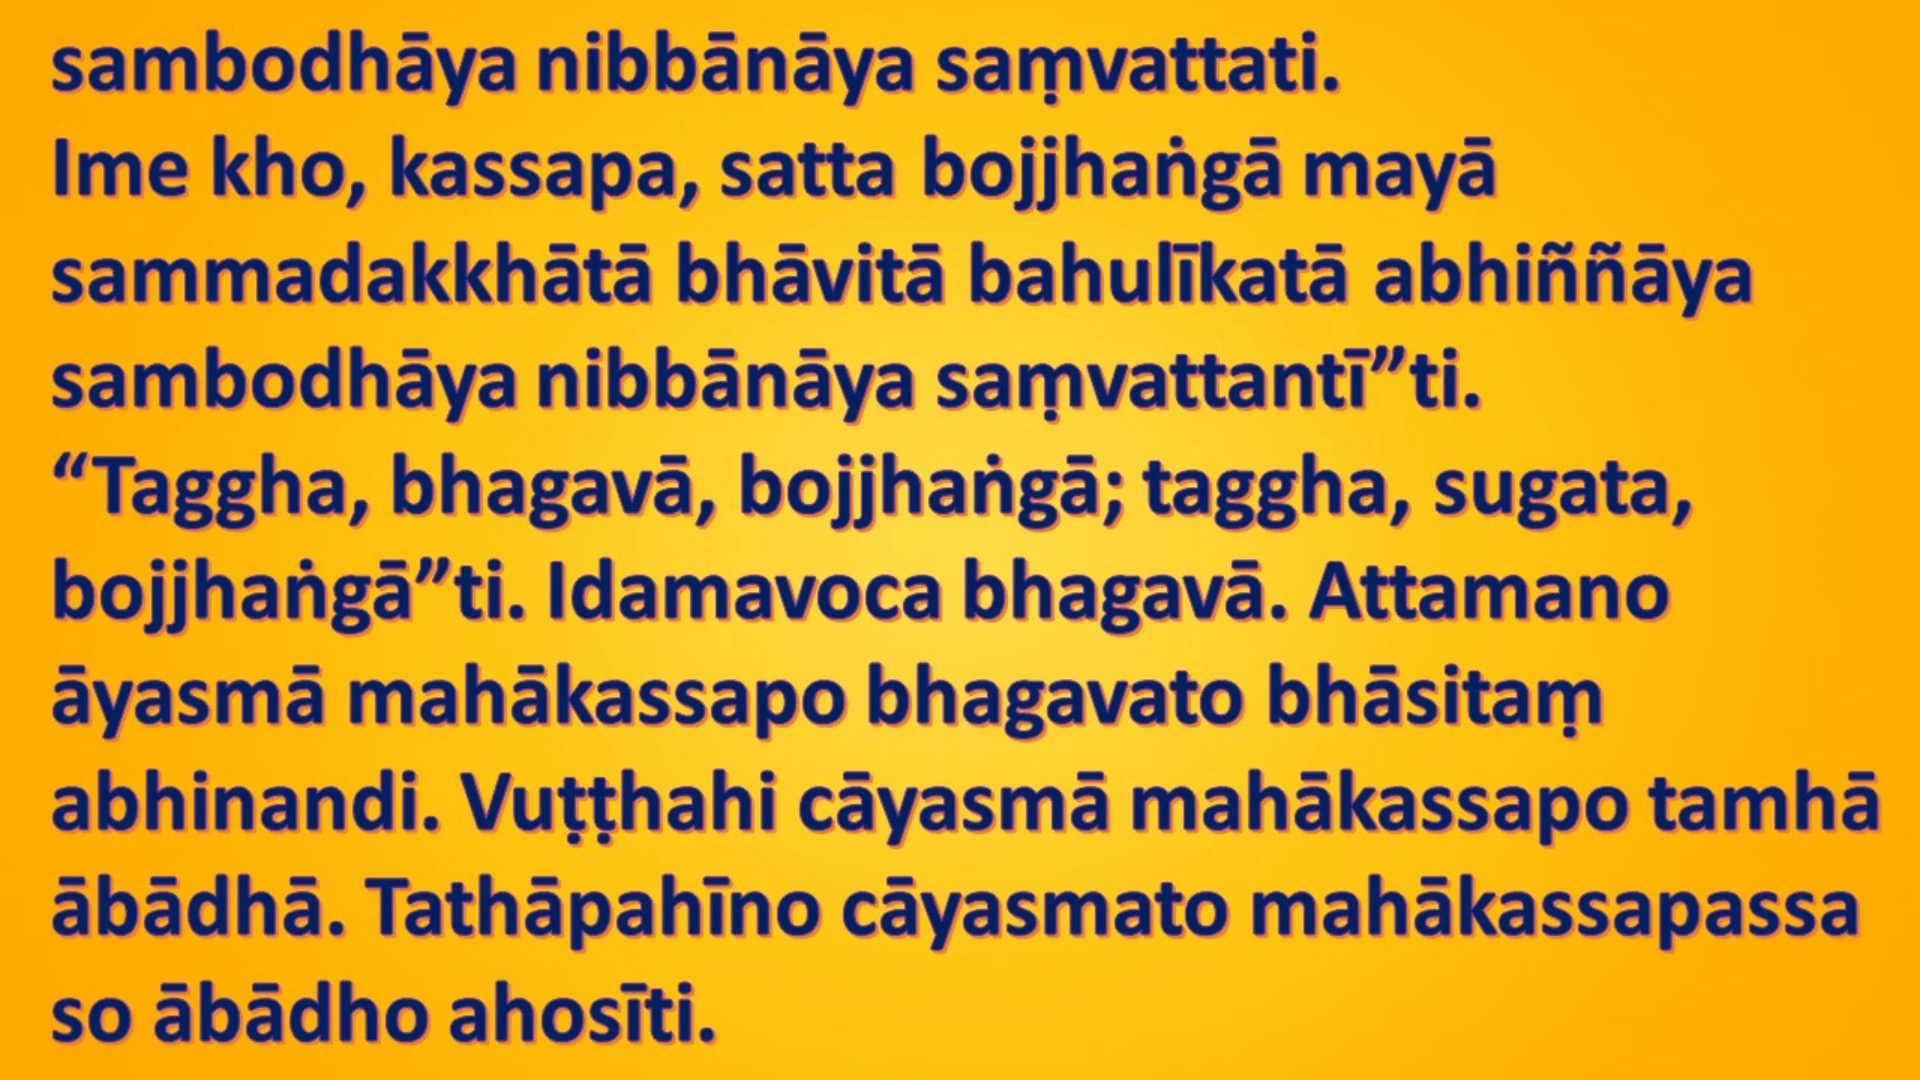 sambodhāya nibbānāya saṃvattati.
Ime kho, kassapa, satta bojjhaṅgā mayā
sammadakkhātā bhāvitā bahulīkatā abhiññāya
sambodhāya nibbānāya saṃvattantī”ti.
“Taggha, bhagavā, bojjhaṅgā; taggha, sugata,
bojjhaṅgā”ti. Idamavoca bhagavā. Attamano
āyasmā mahākassapo bhagavato bhāsitaṃ
abhinandi. Vuṭṭhahi cāyasmā mahākassapo tamhā
ābādhā. Tathāpahīno cāyasmato mahākassapassa
so ābādho ahosīti.